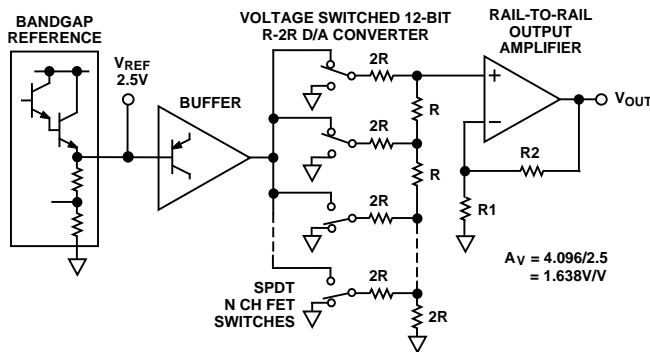 BANDGAP
REFERENCE
VREF
2.5V
BUFFER
VOLTAGE SWITCHED 12-BIT
R-2R D/A CONVERTER
2R
R
2R
R
2R
2R
2R
SPDT
N CH FET
SWITCHES
RAIL-TO-RAIL
OUTPUT
AMPLIFIER
+
–
VOUT
R2
R1
AV = 4.096/2.5
= 1.638V/V